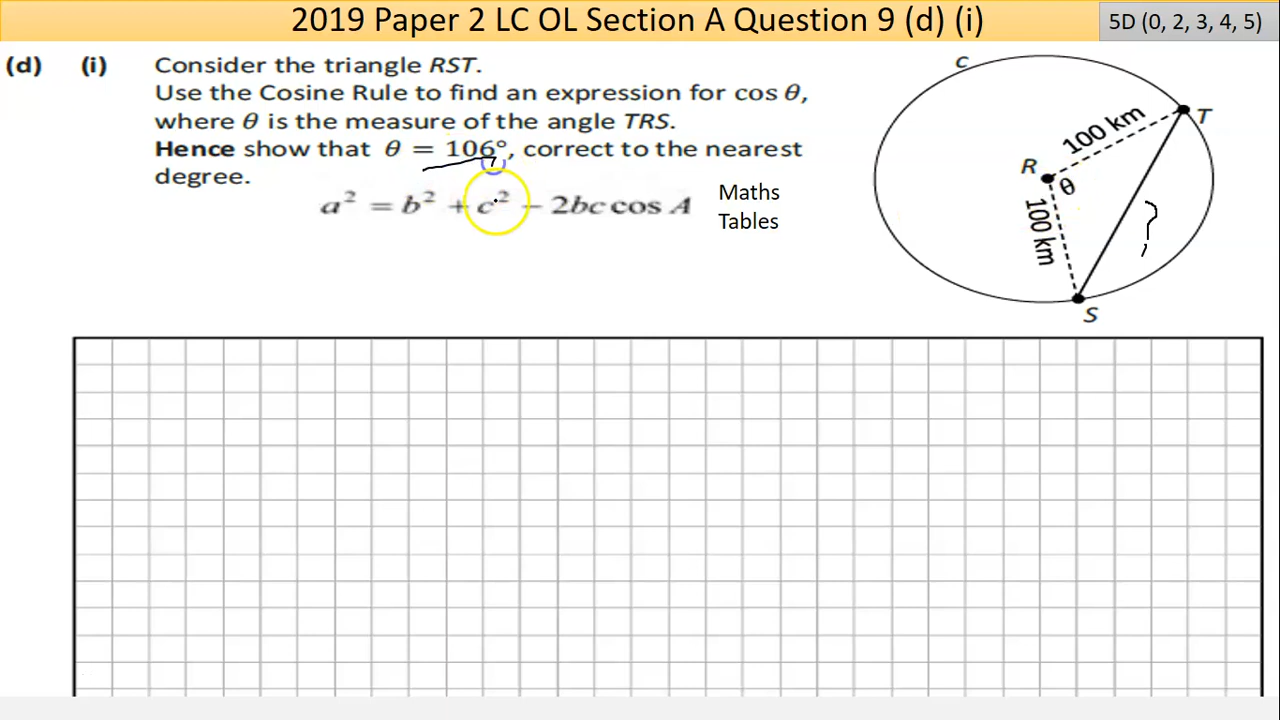 2019 Paper 2 LC OL Section A Question 9 (d) (i)
5D (0, 2, 3, 4, 5)
(d) (i) Consider the triangle RST.
Use the Cosine Rule to find an expression for cos θ,
where θ is the measure of the angle TRS.
Hence show that θ = 106°, correct to the nearest
degree.
a² = b² + c² − 2bc cos A
Maths
Tables
C
T
100 km
R
θ
100 km
?
S